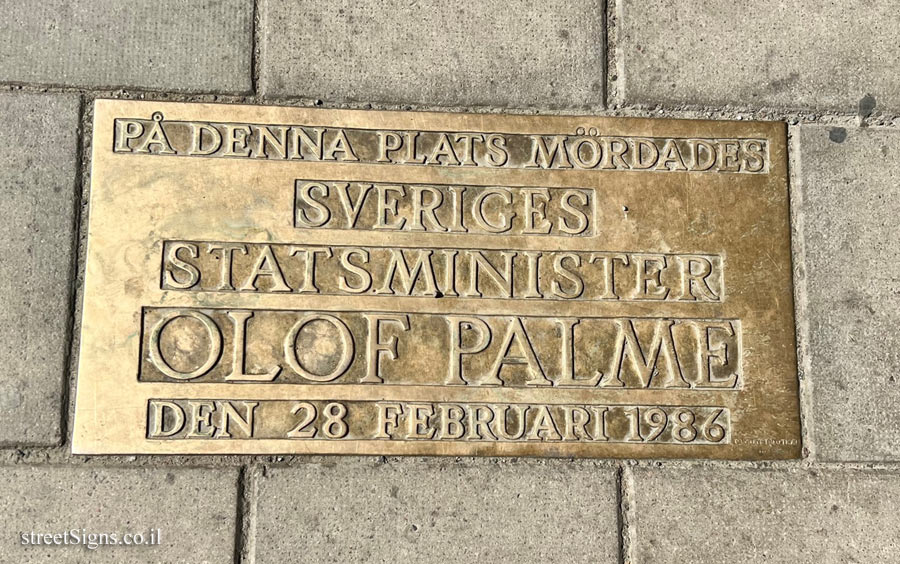 PÅ DENNA PLATS MÖRDADES
SVERIGES
STATSMINISTER
OLOF PALME
DEN 28 FEBRUARI 1986
streetSigns.co.il